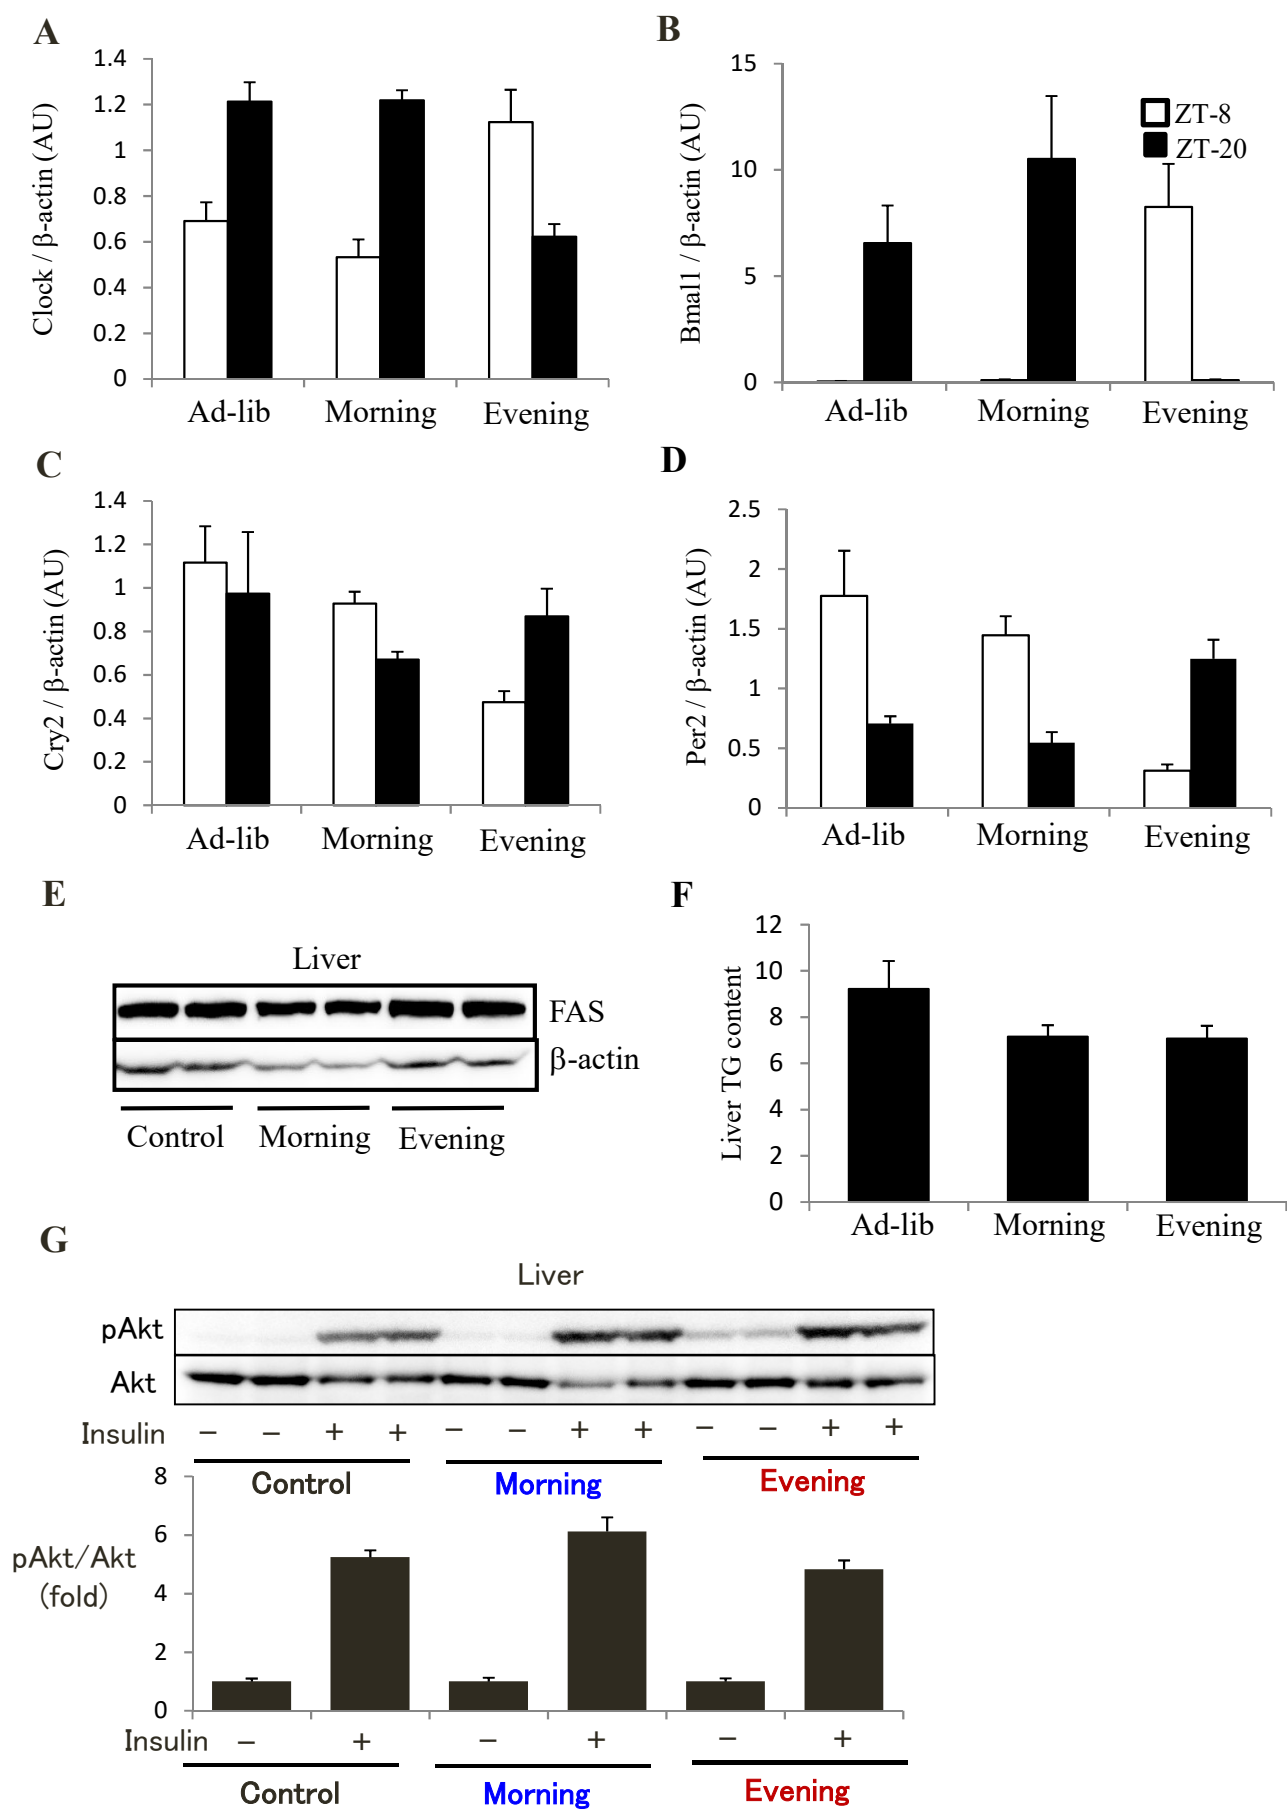 A
Clock / β-actin (AU)
1.4
1.2
1
0.8
0.6
0.4
0.2
0
Ad-lib Morning Evening
B
Bmal1 / β-actin (AU)
15
10
5
0
ZT-8
ZT-20
Ad-lib Morning Evening
C
Cry2 / β-actin (AU)
1.4
1.2
1
0.8
0.6
0.4
0.2
0
Ad-lib Morning Evening
D
Per2 / β-actin (AU)
2.5
2
1.5
1
0.5
0
Ad-lib Morning Evening
E
Liver
FAS
β-actin
Control Morning Evening
F
Liver TG content
12
10
8
6
4
2
0
Ad-lib Morning Evening
G
Liver
pAkt
Akt
Insulin − − + + − − + + − − + +
Control Morning Evening
pAkt/Akt
(fold)
8
6
4
2
0
Insulin − + − + − +
Control Morning Evening